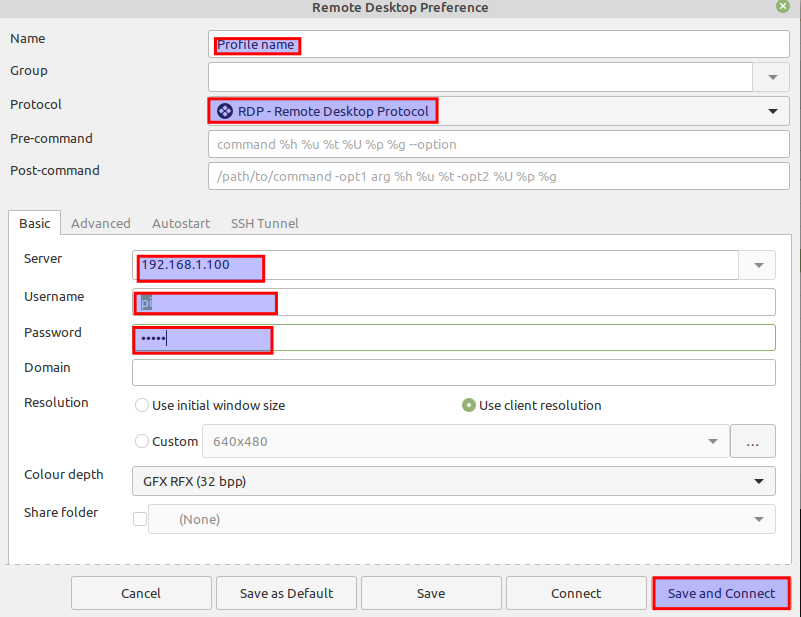 Remote Desktop Preference
Name
Profile name
Group
Protocol
RDP - Remote Desktop Protocol
Pre-command
command %h %u %t %U %p %g --option
Post-command
/path/to/command -opt1 arg %h %u %t -opt2 %U %p %g
Basic Advanced Autostart SSH Tunnel
Server
192.168.1.100
Username
pi
Password
•••••
Domain
Resolution
Use initial window size Use client resolution
Custom 640x480 ...
Colour depth
GFX RFX (32 bpp)
Share folder
(None)
Cancel Save as Default Save Connect Save and Connect